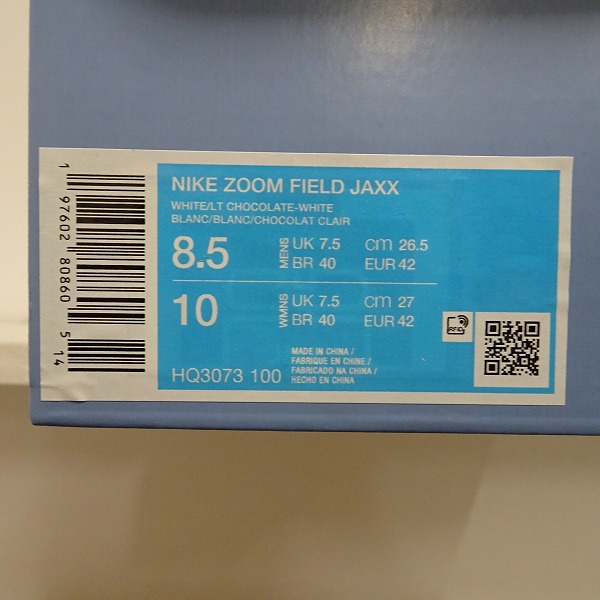 NIKE ZOOM FIELD JAXX
WHITE/LT CHOCOLATE-WHITE
BLANC/BLANC/CHOCOLAT CLAIR
8.5 MENS UK 7.5 cm 26.5
BR 40 EUR 42
10 WMNS UK 7.5 cm 27
BR 40 EUR 42
MADE IN CHINA /
FABRIQUE EN CHINE /
FABRICADO NA CHINA /
HECHO EN CHINA
HQ3073 100
RFID
1 97602 80860 5 14